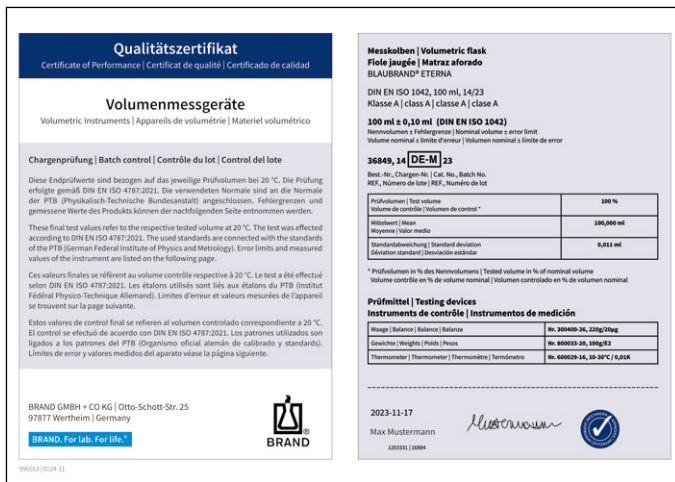 Qualitätszertifikat
Certificate of Performance | Certificat de qualité | Certificado de calidad
Volumenmessgeräte
Volumetric Instruments | Appareils de volumétrie | Materiel volumétrico
Chargenprüfung | Batch control | Contrôle du lot | Control del lote
Diese Endprüfwerte sind bezogen auf das jeweilige Prüfvolumen bei 20 °C. Die Prüfung
erfolgte gemäß DIN EN ISO 4787:2021. Die verwendeten Normale sind an die Normale
der PTB (Physikalisch-Technische Bundesanstalt) angeschlossen. Fehlergrenzen und
gemessene Werte des Produkts können der nachfolgenden Seite entnommen werden.
These final test values refer to the respective tested volume at 20 °C. The test was effected
according to DIN EN ISO 4787:2021. The used standards are connected with the standards
of the PTB (German Federal Institute of Physics and Metrology). Error limits and measured
values of the instrument are listed on the following page.
Ces valeurs finales se réfèrent au volume contrôle respective à 20 °C. Le test a été effectué
selon DIN EN ISO 4787:2021. Les étalons utilisés sont liés aux étalons du PTB (Institut
Fédéral Physico-Technique Allemand). Limites d'erreur et valeurs mesurées de l'appareil
se trouvent sur la page suivante.
Estos valores de control final se refieren al volumen controlado correspondiente a 20 °C.
El control se efectuó de acuerdo con DIN EN ISO 4787:2021. Los patrones utilizados son
ligados a los patrones del PTB (Organismo oficial alemán de calibrado y standards).
Límites de error y valores medidos del aparato véase la página siguiente.
BRAND GMBH + CO KG | Otto-Schott-Str. 25
97877 Wertheim | Germany
BRAND. For lab. For life.®
BRAND®
995553 | 0124-11
Messkolben | Volumetric flask
Fiole jaugée | Matraz aforado
BLAUBRAND® ETERNA
DIN EN ISO 1042, 100 ml, 14/23
Klasse A | class A | classe A | clase A
100 ml ± 0,10 ml (DIN EN ISO 1042)
Nennvolumen ± Fehlergrenze | Nominal volume ± error limit
Volume nominal ± limite d'erreur | Volumen nominal ± límite de error
36849, 14 DE-M 23
Best.-Nr., Chargen-Nr. | Cat. No., Batch No.
REF., Numéro de lote | REF., Numéro de lot
Prüfvolumen | Test volume 100 %
Volume de contrôle | Volumen de control *
Mittelwert | Mean 100,000 ml
Moyenne | Valor medio
Standardabweichung | Standard deviation 0,011 ml
Déviation standard | Desviación estándar
* Prüfvolumen in % des Nennvolumens | Tested volume in % of nominal volume
Volume contrôle en % de volume nominal | Volumen controlado en % de volumen nominal
Prüfmittel | Testing devices
Instruments de contrôle | Instrumentos de medición
Waage | Balance | Balance | Balanza Nr. 300400-26, 220g/20µg
Gewichte | Weights | Poids | Pesos Nr. 800033-20, 100g/E2
Thermometer | Thermometer | Thermomètre | Termómetro Nr. 600029-16, 10-30°C / 0,01K
2023-11-17
Mustermann
Max Mustermann
1203331 | 16884